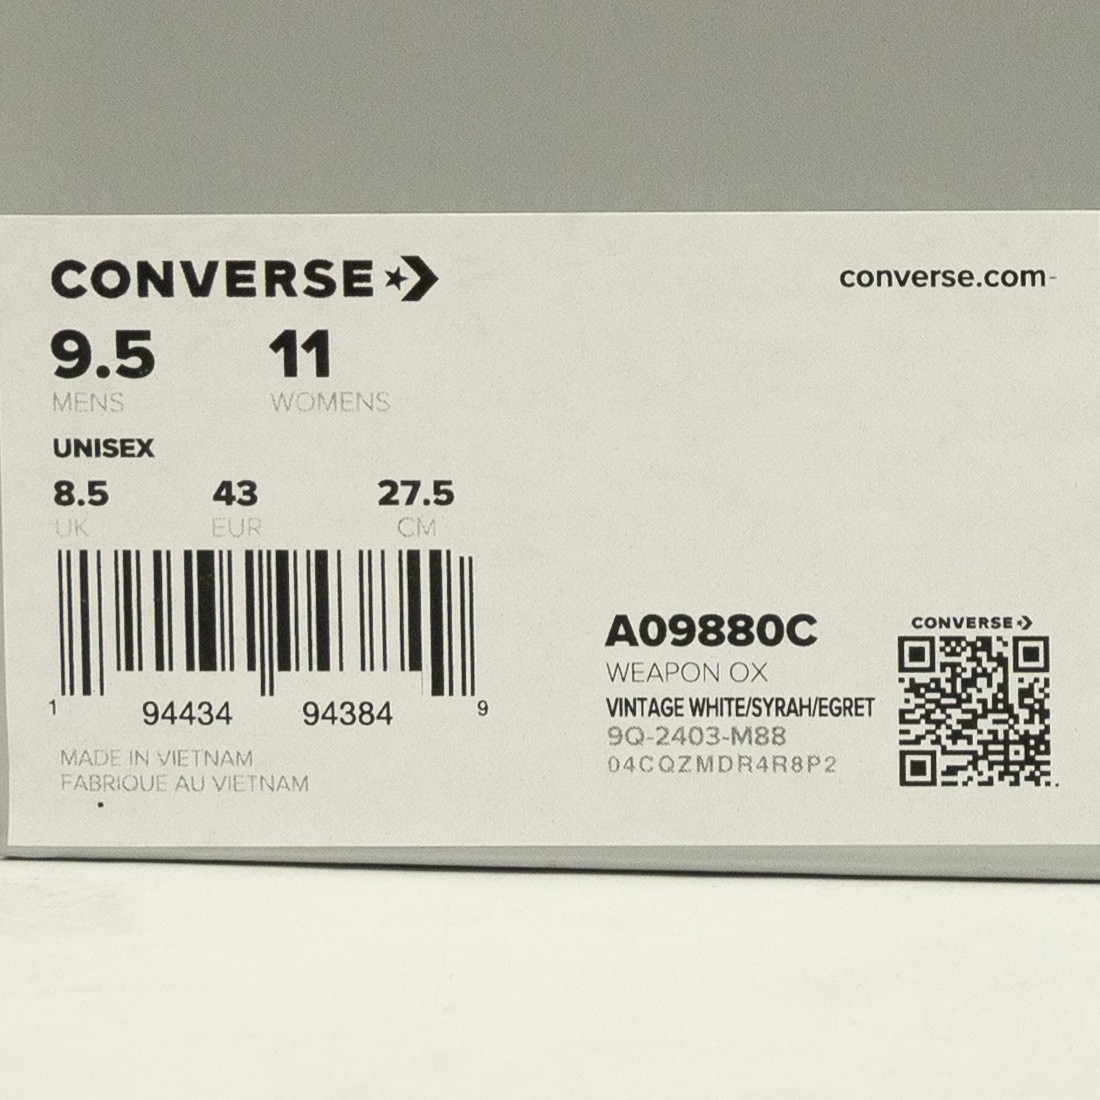 CONVERSE
converse.com-
9.5 11
MENS WOMENS
UNISEX
8.5 43 27.5
UK EUR CM
1 94434 94384 9
MADE IN VIETNAM
FABRIQUE AU VIETNAM
A09880C
WEAPON OX
VINTAGE WHITE/SYRAH/EGRET
9Q-2403-M88
04CQZMDR4R8P2
CONVERSE